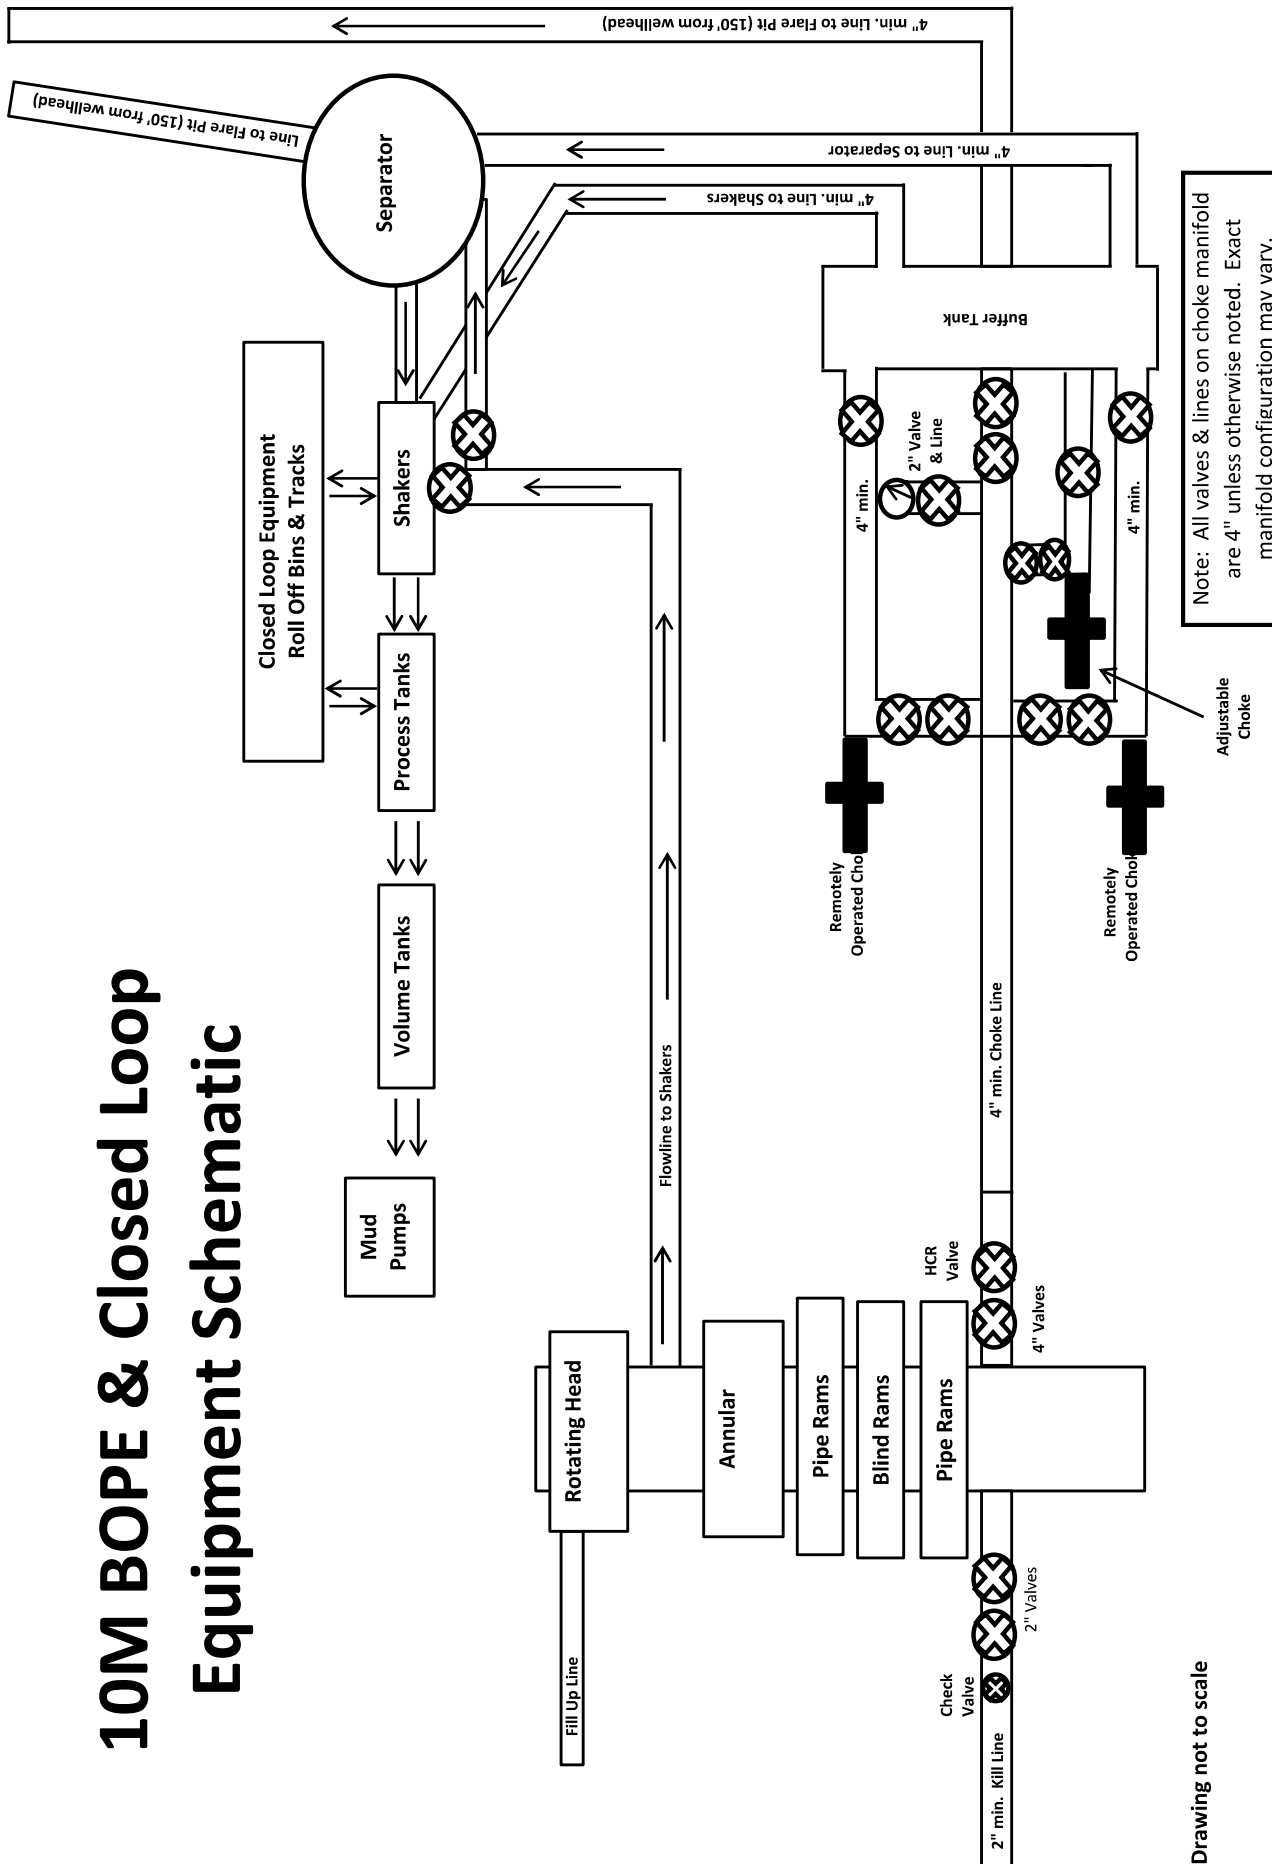 10M BOPE & Closed Loop
Equipment Schematic
Closed Loop Equipment
Roll Off Bins & Tracks
Mud
Pumps
Volume Tanks
Process Tanks
Shakers
Separator
Line to Flare Pit (150' from wellhead)
4" min. Line to Flare Pit (150' from wellhead)
4" min. Line to Separator
4" min. Line to Shakers
Fill Up Line
Rotating Head
Flowline to Shakers
Annular
Pipe Rams
Blind Rams
Pipe Rams
Check
Valve
2" min. Kill Line
2" Valves
HCR
Valve
4" Valves
4" min. Choke Line
Remotely
Operated Cho
Remotely
Operated Chok
Adjustable
Choke
4" min.
2" Valve
& Line
4" min.
Buffer Tank
Note: All valves & lines on choke manifold
are 4" unless otherwise noted. Exact
manifold configuration may vary.
Drawing not to scale